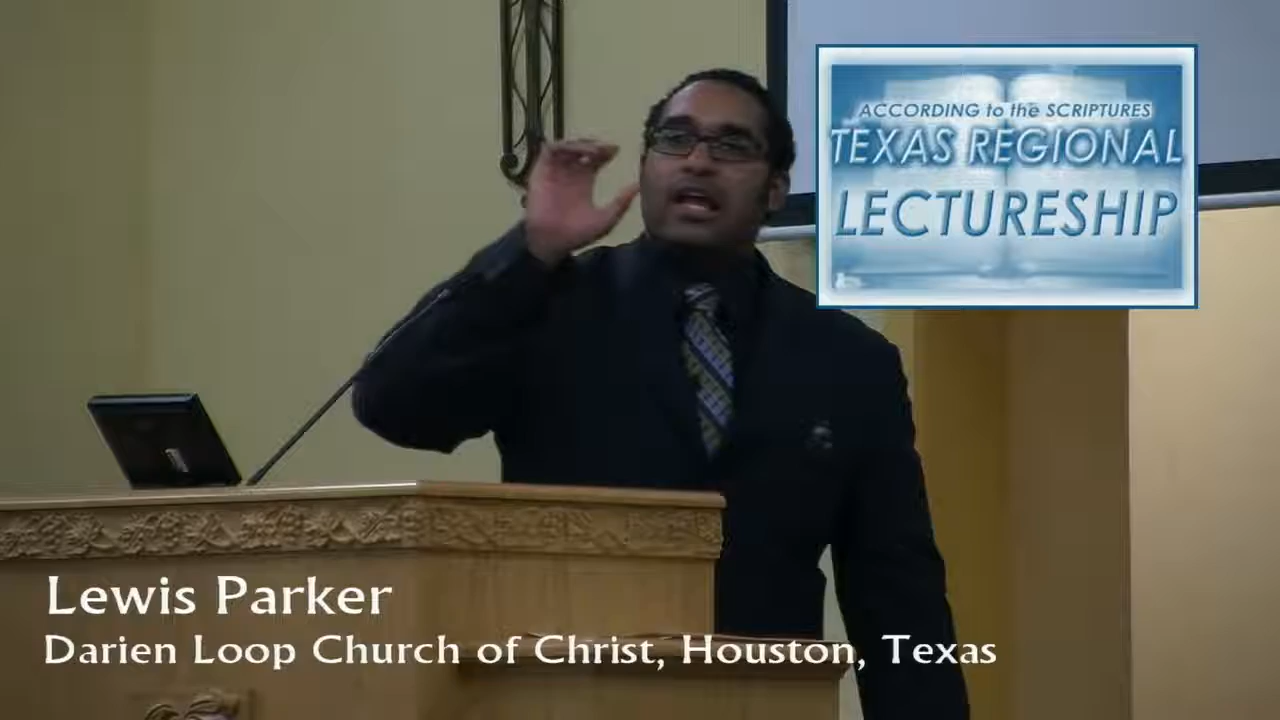 ACCORDING to the SCRIPTURES
TEXAS REGIONAL
LECTURESHIP
Lewis Parker
Darien Loop Church of Christ, Houston, Texas